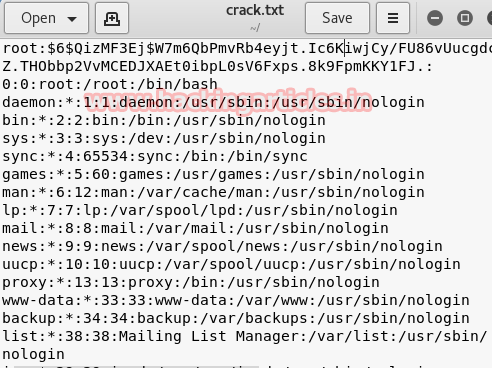 Open
crack.txt
~/
Save
root:$6$QizMF3Ej$W7m6QbPmvRb4eyjt.Ic6KiwjCy/FU86vUucgdc
Z.THObbp2VvMCEDJXAEt0ibpL0sV6Fxps.8k9FpmKKY1FJ.:
0:0:root:/root:/bin/bash
daemon:*:1:1:daemon:/usr/sbin:/usr/sbin/nologin
www.hackingarticles.in
bin:*:2:2:bin:/bin:/usr/sbin/nologin
sys:*:3:3:sys:/dev:/usr/sbin/nologin
sync:*:4:65534:sync:/bin:/bin/sync
games:*:5:60:games:/usr/games:/usr/sbin/nologin
man:*:6:12:man:/var/cache/man:/usr/sbin/nologin
lp:*:7:7:lp:/var/spool/lpd:/usr/sbin/nologin
mail:*:8:8:mail:/var/mail:/usr/sbin/nologin
news:*:9:9:news:/var/spool/news:/usr/sbin/nologin
uucp:*:10:10:uucp:/var/spool/uucp:/usr/sbin/nologin
proxy:*:13:13:proxy:/bin:/usr/sbin/nologin
www-data:*:33:33:www-data:/var/www:/usr/sbin/nologin
backup:*:34:34:backup:/var/backups:/usr/sbin/nologin
list:*:38:38:Mailing List Manager:/var/list:/usr/sbin/
nologin